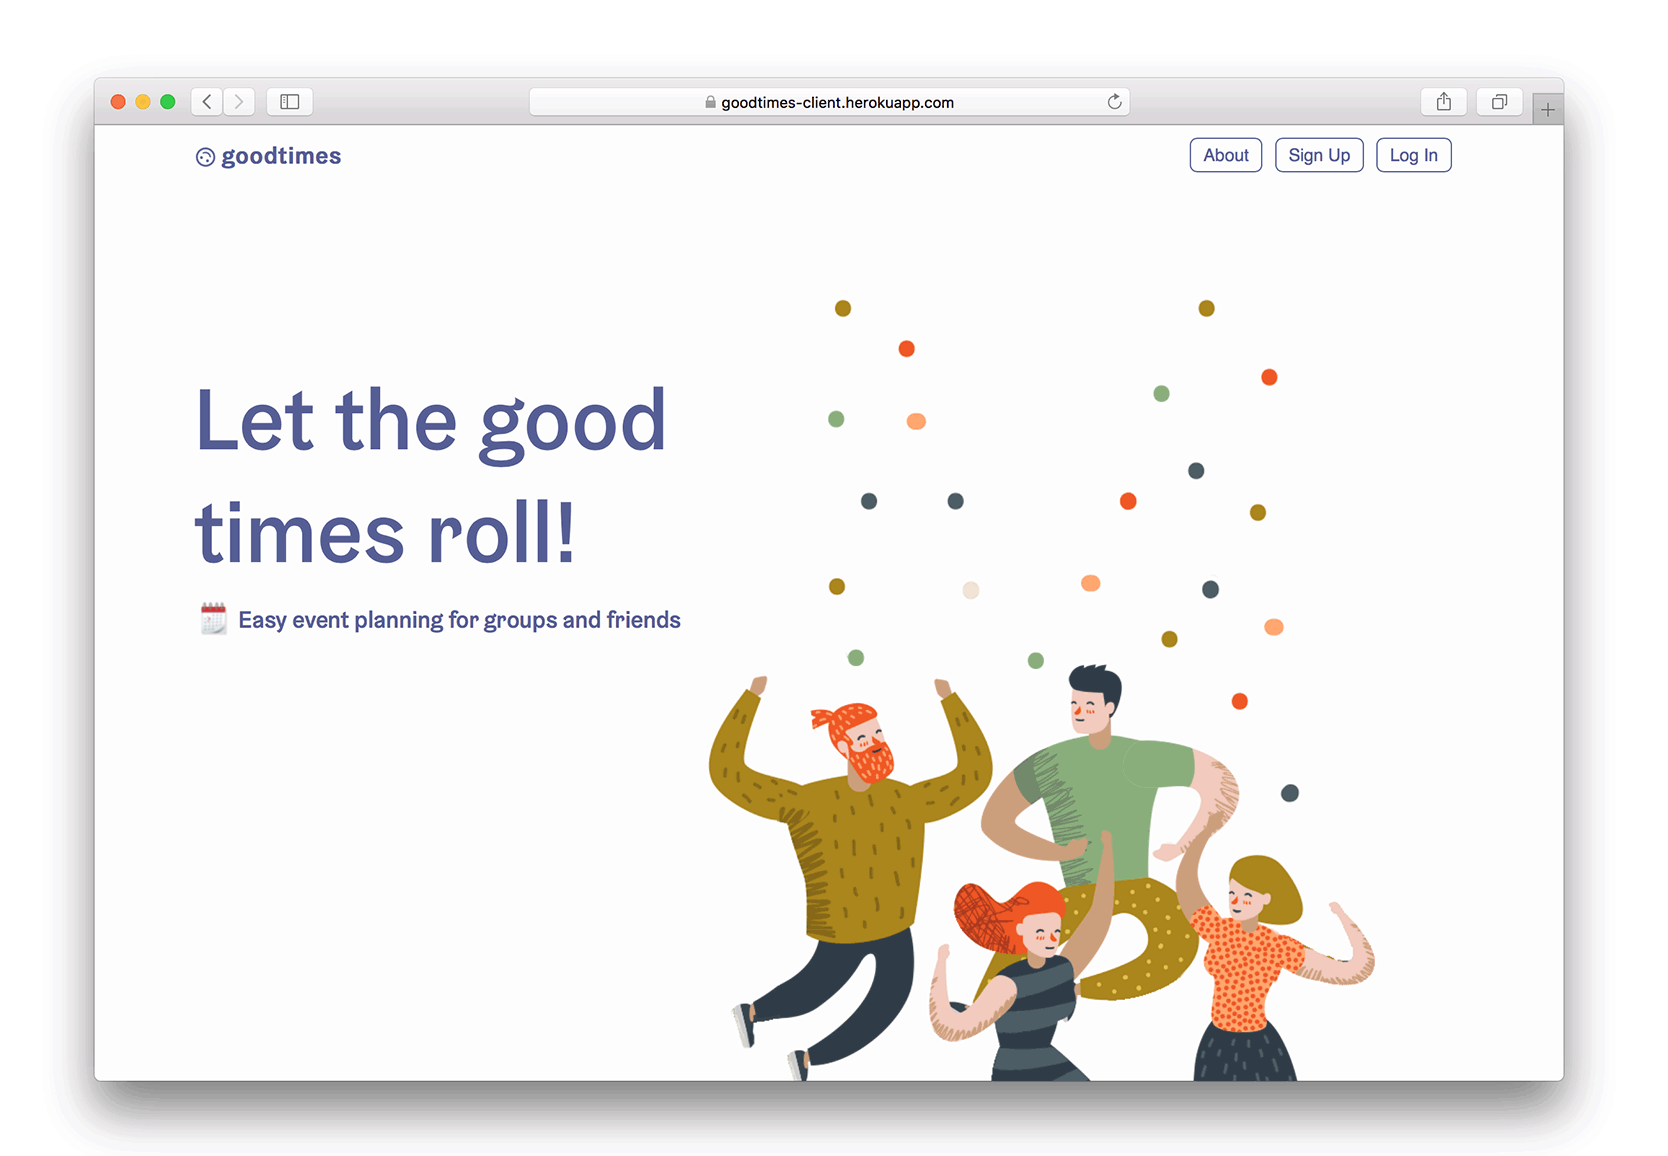 goodtimes-client.herokuapp.com
goodtimes
About
Sign Up
Log In
Let the good
times roll!
Easy event planning for groups and friends